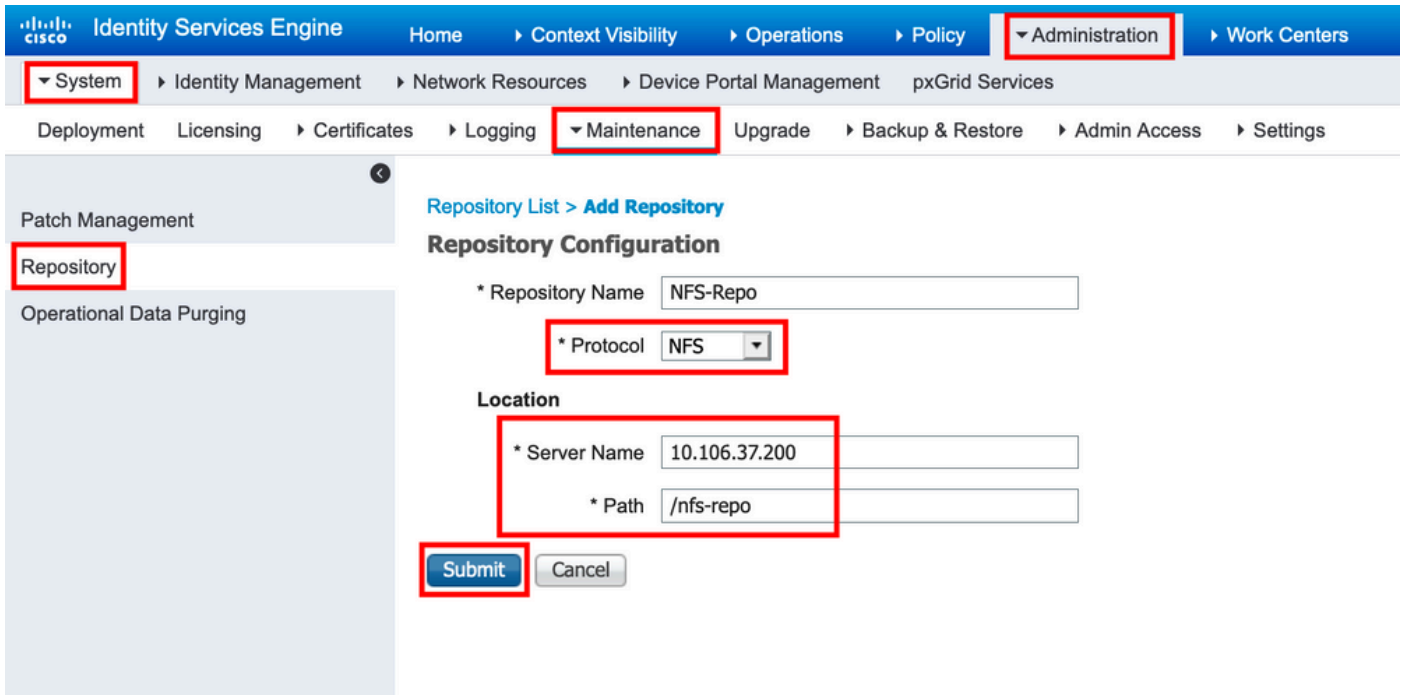 cisco Identity Services Engine Home Context Visibility Operations Policy Administration Work Centers
System Identity Management Network Resources Device Portal Management pxGrid Services
Deployment Licensing Certificates Logging Maintenance Upgrade Backup & Restore Admin Access Settings
Patch Management
Repository
Operational Data Purging
Repository List > Add Repository
Repository Configuration
* Repository Name NFS-Repo
* Protocol NFS
Location
* Server Name 10.106.37.200
* Path /nfs-repo
Submit Cancel